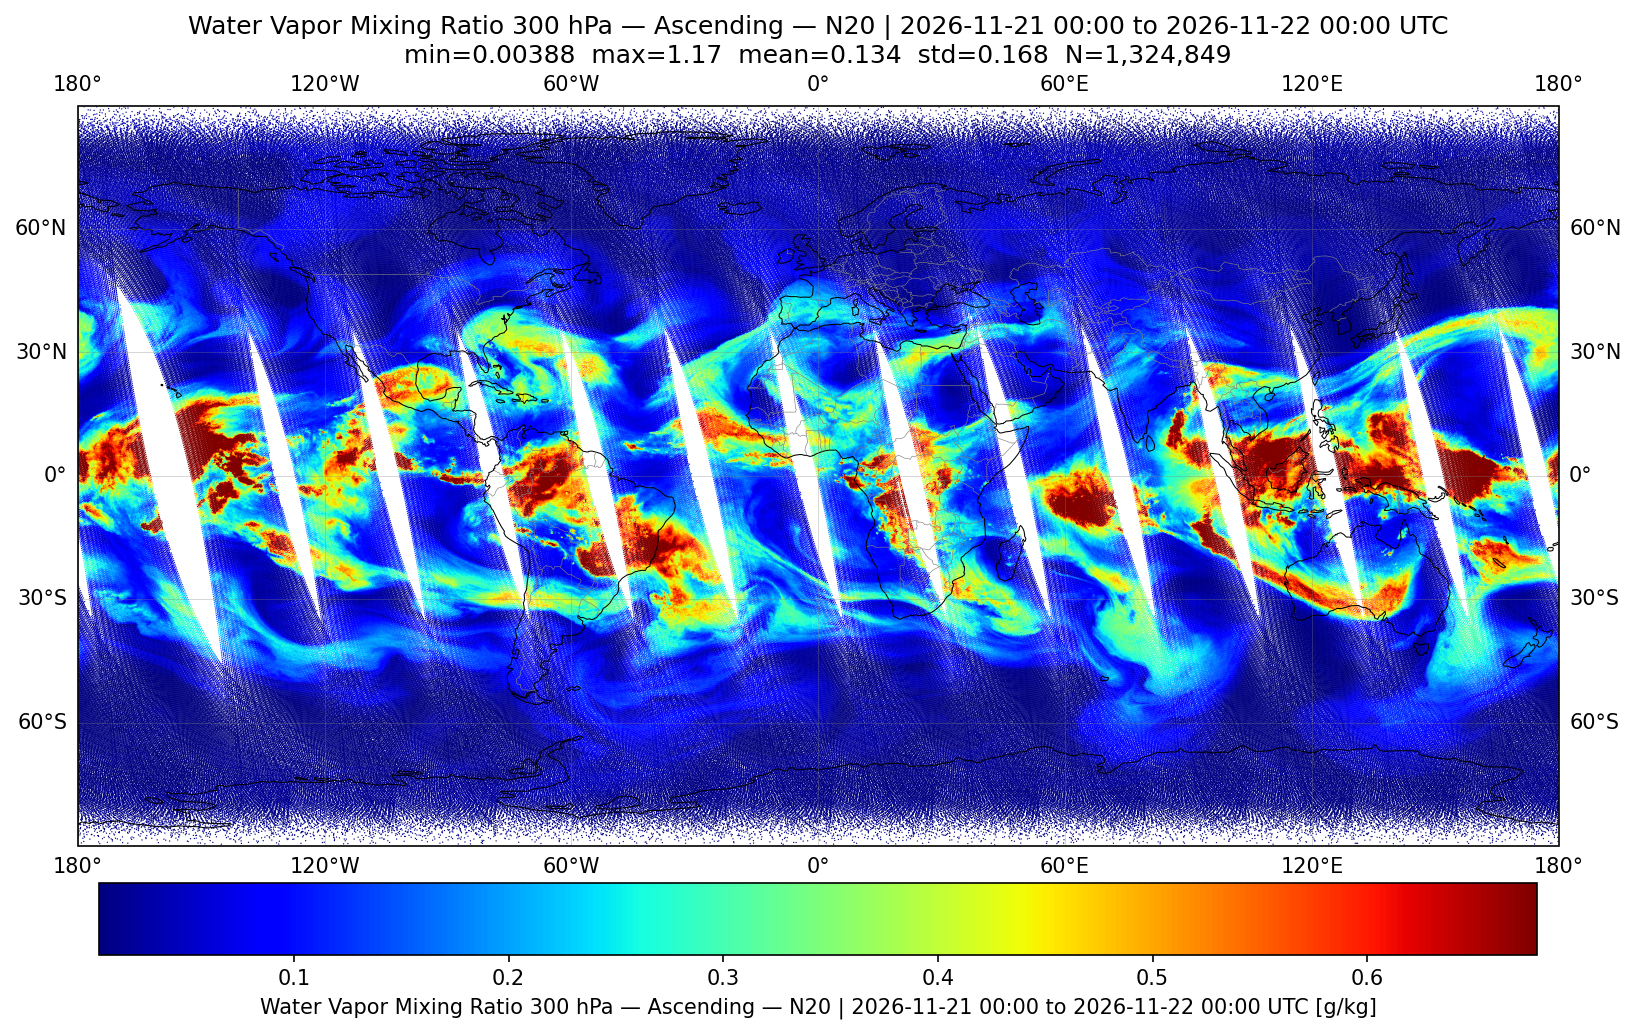 Water Vapor Mixing Ratio 300 hPa — Ascending — N20 | 2026-11-21 00:00 to 2026-11-22 00:00 UTC
min=0.00388  max=1.17  mean=0.134  std=0.168  N=1,324,849
180° 120°W 60°W 0° 60°E 120°E 180°
60°N 60°N
30°N 30°N
0° 0°
30°S 30°S
60°S 60°S
180° 120°W 60°W 0° 60°E 120°E 180°
0.1 0.2 0.3 0.4 0.5 0.6
Water Vapor Mixing Ratio 300 hPa — Ascending — N20 | 2026-11-21 00:00 to 2026-11-22 00:00 UTC [g/kg]